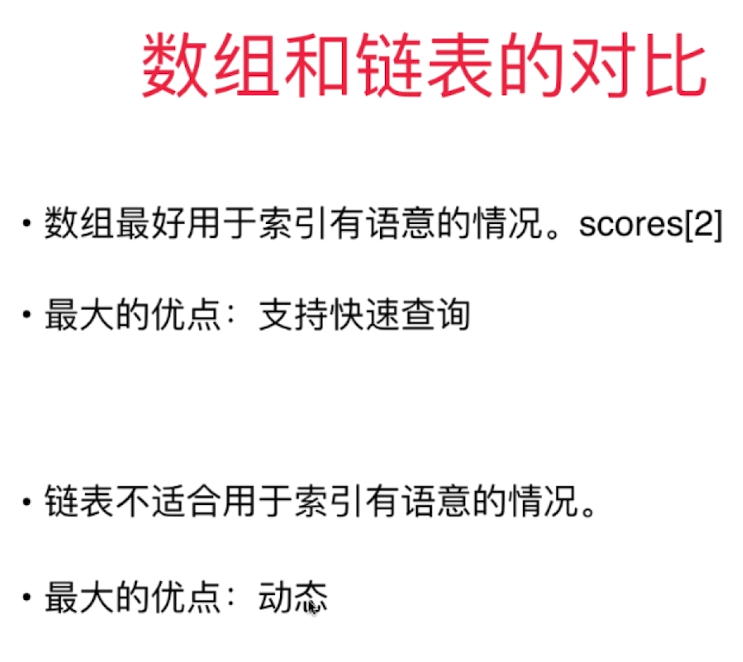 数组和链表的对比
• 数组最好用于索引有语意的情况。scores[2]
• 最大的优点：支持快速查询
• 链表不适合用于索引有语意的情况。
• 最大的优点：动态